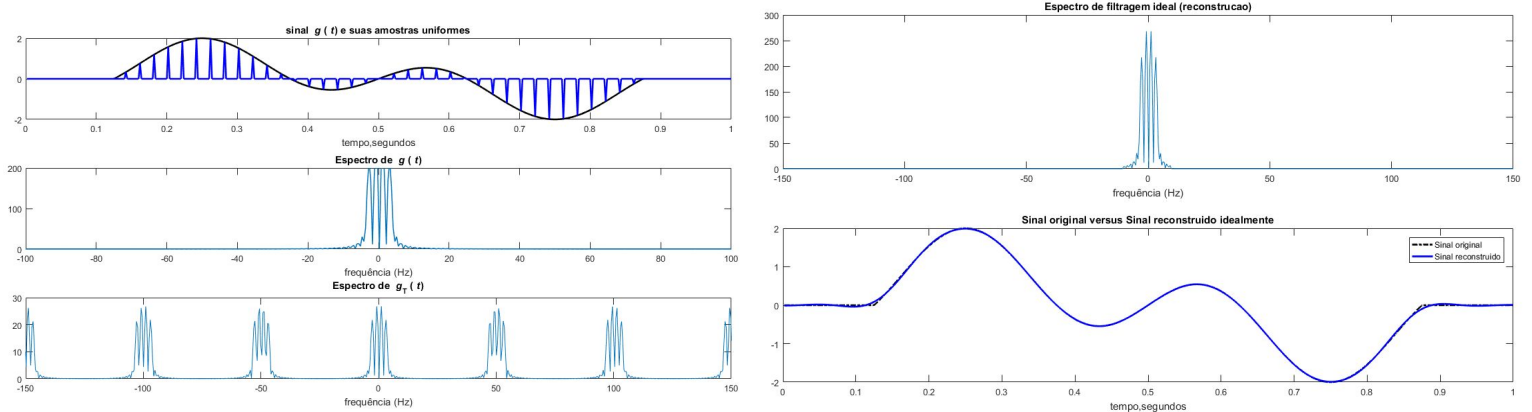 sinal g ( t) e suas amostras uniformes
2
0
-2
0 0.1 0.2 0.3 0.4 0.5 0.6 0.7 0.8 0.9 1
tempo,segundos
Espectro de g ( t)
200
100
0
-100 -80 -60 -40 -20 0 20 40 60 80 100
frequência (Hz)
Espectro de g_T ( t)
30
20
10
0
-150 -100 -50 0 50 100 150
frequência (Hz)
Espectro de filtragem ideal (reconstrucao)
300
250
200
150
100
50
0
-150 -100 -50 0 50 100 150
frequência (Hz)
Sinal original versus Sinal reconstruido idealmente
2
1
0
-1
-2
Sinal original
Sinal reconstruido
0 0.1 0.2 0.3 0.4 0.5 0.6 0.7 0.8 0.9 1
tempo,segundos